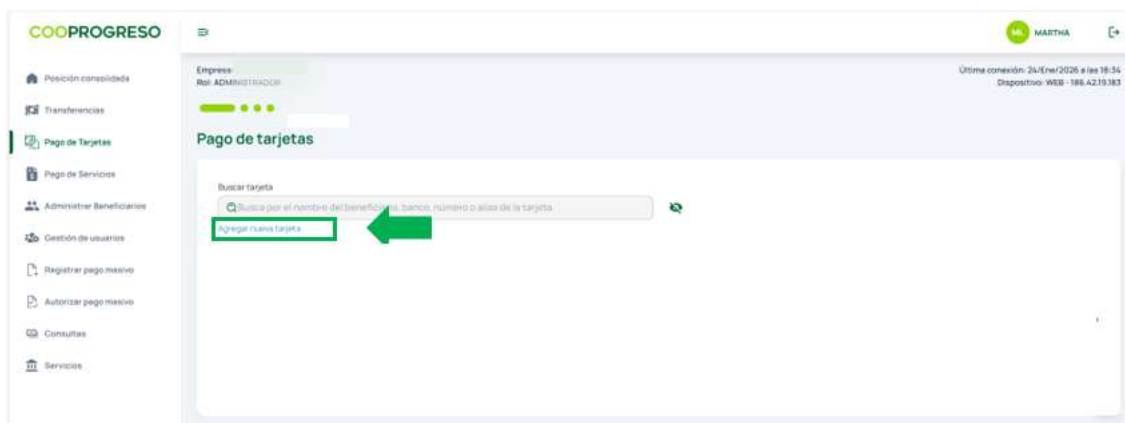 COOPROGRESO
ML MARTHA
Posición consolidada
Transferencias
Pago de Tarjetas
Pago de Servicios
Administrar Beneficiarios
Gestión de usuarios
Registrar pago masivo
Autorizar pago masivo
Consultas
Servicios
Empresa:
Rol: ADMINISTRADOR
Última conexión: 24/Ene/2026 a las 18:34
Dispositivo: WEB - 186.42.19.183
Pago de tarjetas
Buscar tarjeta
Busca por el nombre del beneficiario, banco, número o alias de la tarjeta
Agregar nueva tarjeta